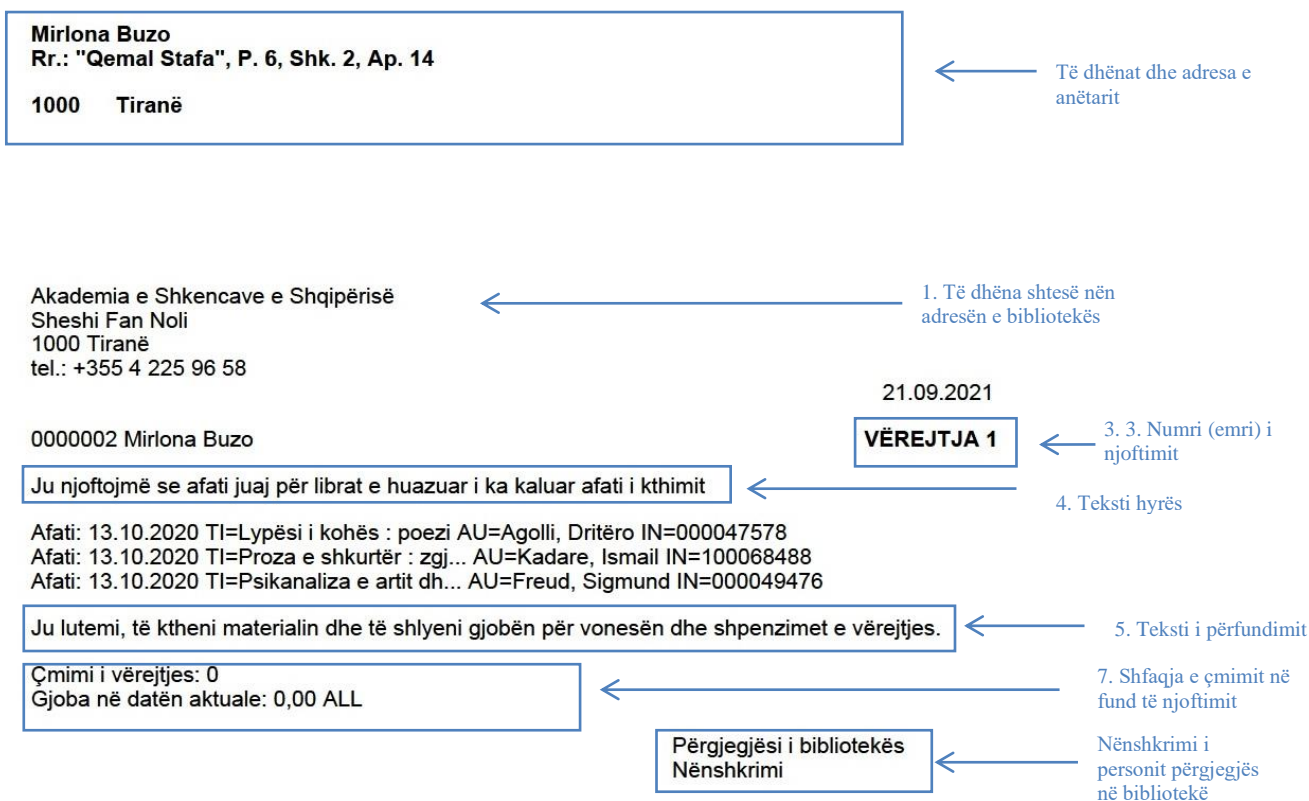 Mirlona Buzo
Rr.: "Qemal Stafa", P. 6, Shk. 2, Ap. 14
1000 Tiranë
Të dhënat dhe adresa e
anëtarit
Akademia e Shkencave e Shqipërisë
Sheshi Fan Noli
1000 Tiranë
tel.: +355 4 225 96 58
1. Të dhëna shtesë nën
adresën e bibliotekës
21.09.2021
0000002 Mirlona Buzo
VËREJTJA 1
3. 3. Numri (emri) i
njoftimit
Ju njoftojmë se afati juaj për librat e huazuar i ka kaluar afati i kthimit
4. Teksti hyrës
Afati: 13.10.2020 TI=Lypësi i kohës : poezi AU=Agolli, Dritëro IN=000047578
Afati: 13.10.2020 TI=Proza e shkurtër : zgj... AU=Kadare, Ismail IN=100068488
Afati: 13.10.2020 TI=Psikanaliza e artit dh... AU=Freud, Sigmund IN=000049476
Ju lutemi, të ktheni materialin dhe të shlyeni gjobën për vonesën dhe shpenzimet e vërejtjes.
5. Teksti i përfundimit
Çmimi i vërejtjes: 0
Gjoba në datën aktuale: 0,00 ALL
7. Shfaqja e çmimit në
fund të njoftimit
Përgjegjësi i bibliotekës
Nënshkrimi
Nënshkrimi i
personit përgjegjës
në bibliotekë